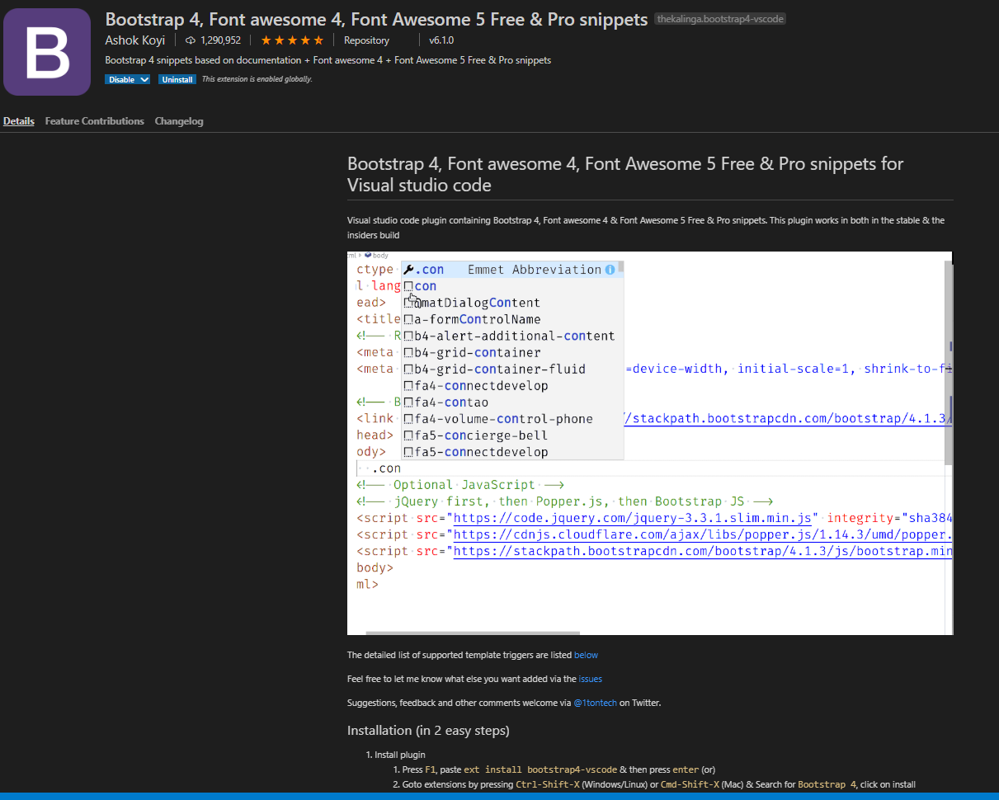 B
Bootstrap 4, Font awesome 4, Font Awesome 5 Free & Pro snippets thekalinga.bootstrap4-vscode
Ashok Koyi 1,290,952 Repository v6.1.0
Bootstrap 4 snippets based on documentation + Font awesome 4 + Font Awesome 5 Free & Pro snippets
Disable Uninstall This extension is enabled globally.
Details Feature Contributions Changelog
Bootstrap 4, Font awesome 4, Font Awesome 5 Free & Pro snippets for
Visual studio code
Visual studio code plugin containing Bootstrap 4, Font awesome 4 & Font Awesome 5 Free & Pro snippets. This plugin works in both in the stable & the
insiders build
tml body
ctype .con Emmet Abbreviation
l lang con
ead> matDialogContent
<title a-formControlName
<!-- R b4-alert-additional-content
<meta b4-grid-container
<meta b4-grid-container-fluid =device-width, initial-scale=1, shrink-to-fi
fa4-connectdevelop
<!-- B fa4-contao
<link fa4-volume-control-phone //stackpath.bootstrapcdn.com/bootstrap/4.1.3/
head> fa5-concierge-bell
ody> fa5-connectdevelop
.con
<!-- Optional JavaScript -->
<!-- jQuery first, then Popper.js, then Bootstrap JS -->
<script src="https://code.jquery.com/jquery-3.3.1.slim.min.js" integrity="sha384
<script src="https://cdnjs.cloudflare.com/ajax/libs/popper.js/1.14.3/umd/popper.
<script src="https://stackpath.bootstrapcdn.com/bootstrap/4.1.3/js/bootstrap.min
body>
ml>
The detailed list of supported template triggers are listed below
Feel free to let me know what else you want added via the issues
Suggestions, feedback and other comments welcome via @1tontech on Twitter.
Installation (in 2 easy steps)
1. Install plugin
1. Press F1, paste ext install bootstrap4-vscode & then press enter (or)
2. Goto extensions by pressing Ctrl-Shift-X (Windows/Linux) or Cmd-Shift-X (Mac) & Search for Bootstrap 4, click on install